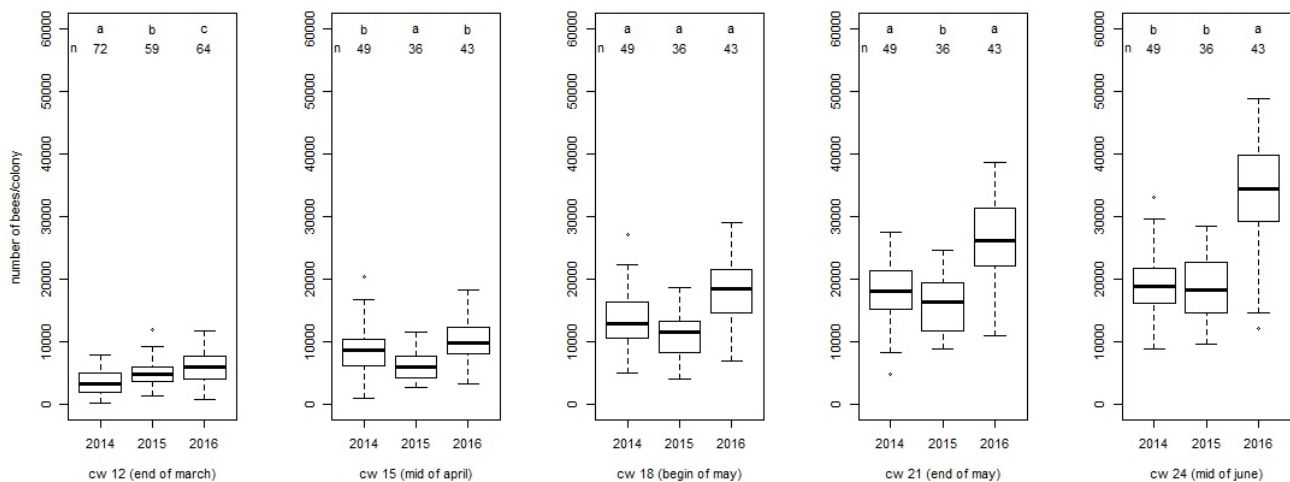 number of bees/colony
60000
50000
40000
30000
20000
10000
0
a b c
n 72 59 64
2014 2015 2016
cw 12 (end of march)
60000
50000
40000
30000
20000
10000
0
b a b
n 49 36 43
2014 2015 2016
cw 15 (mid of april)
60000
50000
40000
30000
20000
10000
0
a a a
n 49 36 43
2014 2015 2016
cw 18 (begin of may)
60000
50000
40000
30000
20000
10000
0
a b a
n 49 36 43
2014 2015 2016
cw 21 (end of may)
60000
50000
40000
30000
20000
10000
0
b b a
n 49 36 43
2014 2015 2016
cw 24 (mid of june)